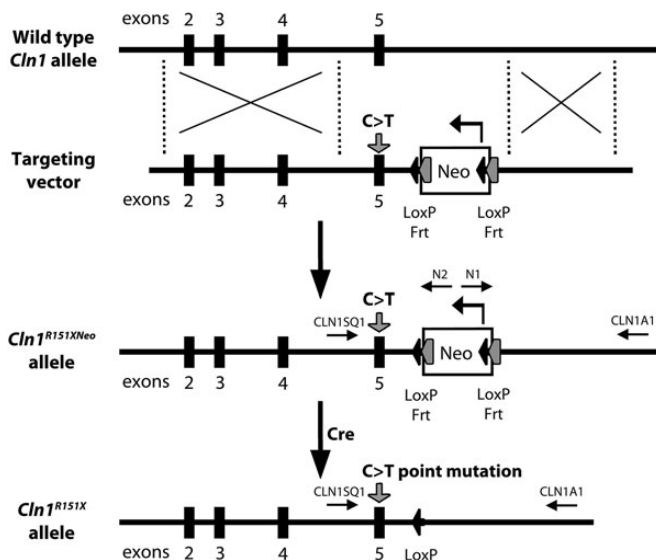 exons 2 3 4 5
Wild type
Cln1 allele
C>T
Targeting
vector
Neo
exons 2 3 4 5
LoxP LoxP
Frt Frt
N2 N1
CLN1SQ1 C>T CLN1A1
Cln1R151XNeo
allele
Neo
exons 2 3 4 5
LoxP LoxP
Frt Frt
Cre
C>T point mutation
CLN1SQ1 CLN1A1
Cln1R151X
allele
exons 2 3 4 5 LoxP